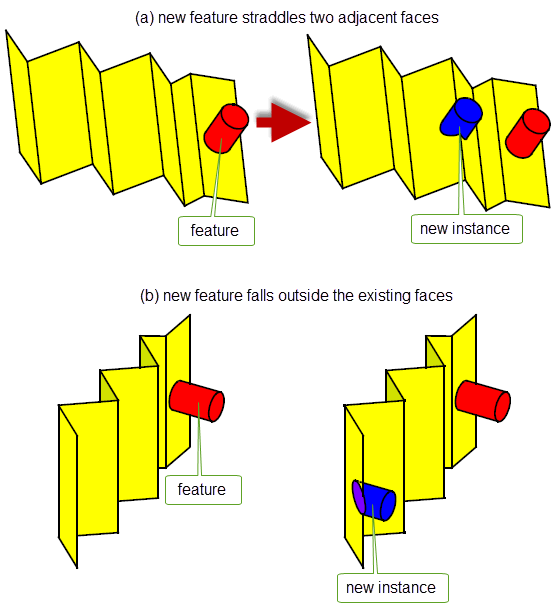 (a) new feature straddles two adjacent faces
feature
new instance
(b) new feature falls outside the existing faces
feature
new instance